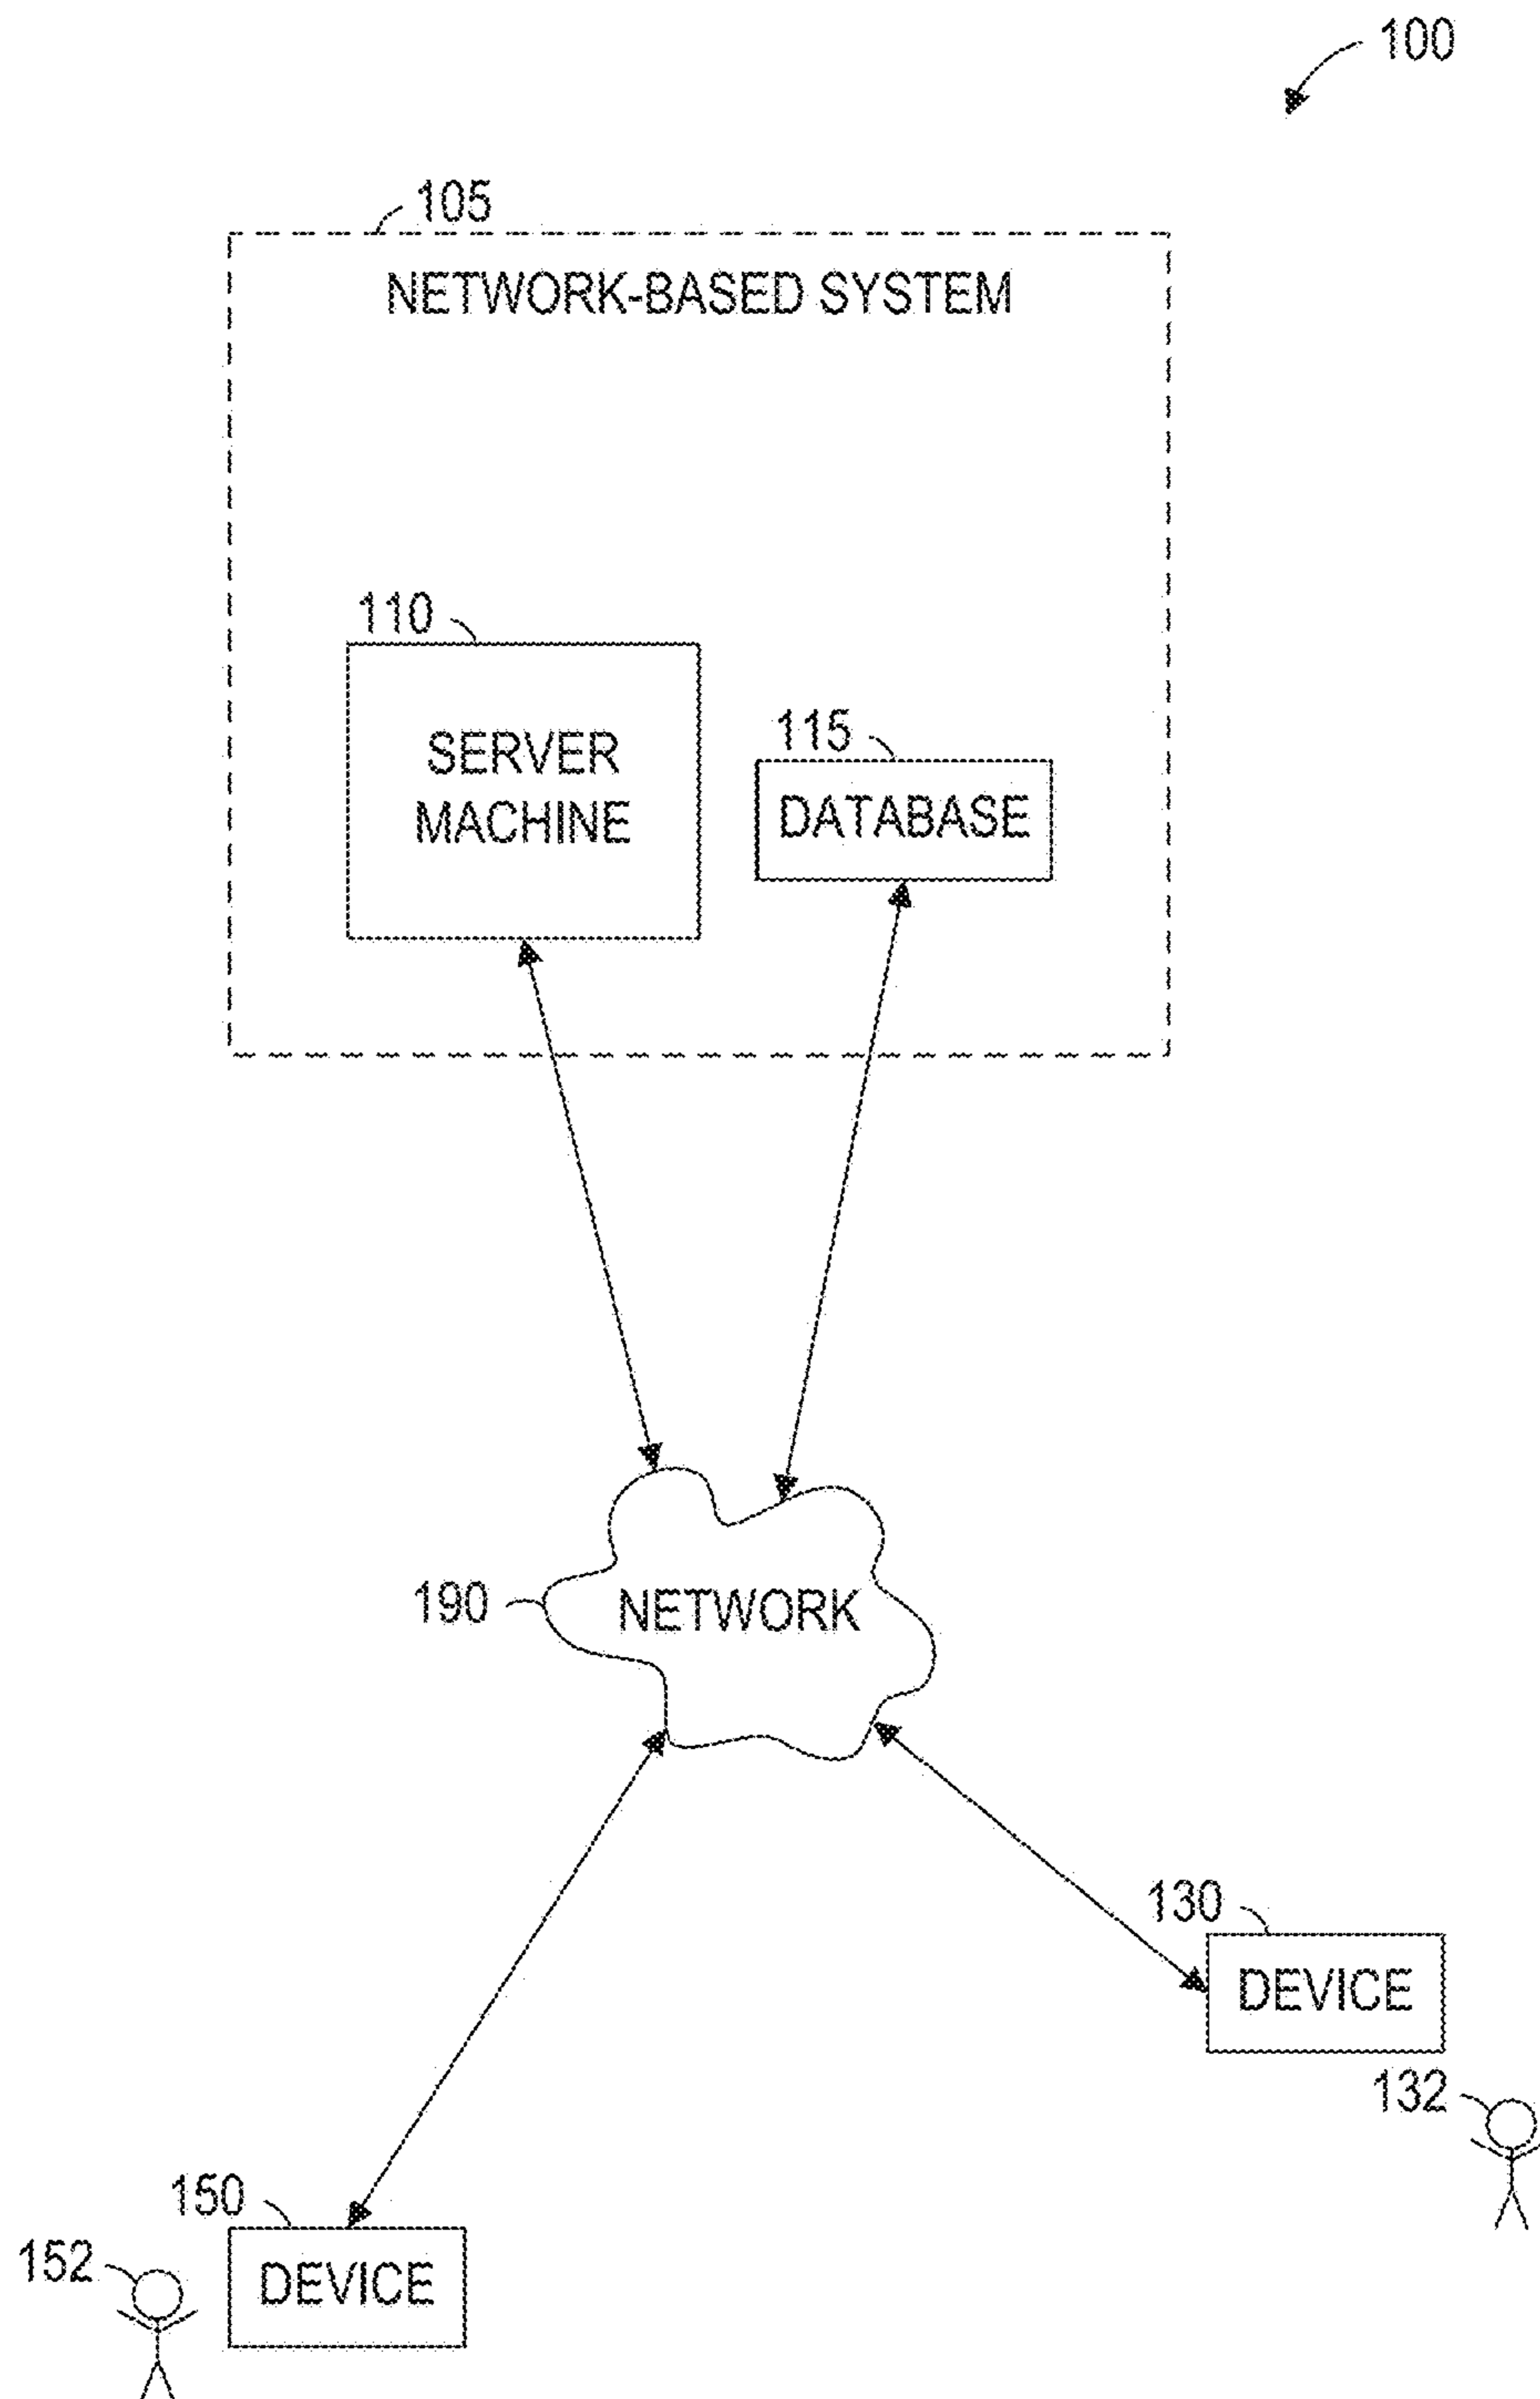 100
105
NETWORK-BASED SYSTEM
110
SERVER
MACHINE
115
DATABASE
190
NETWORK
130
DEVICE
132
150
DEVICE
152